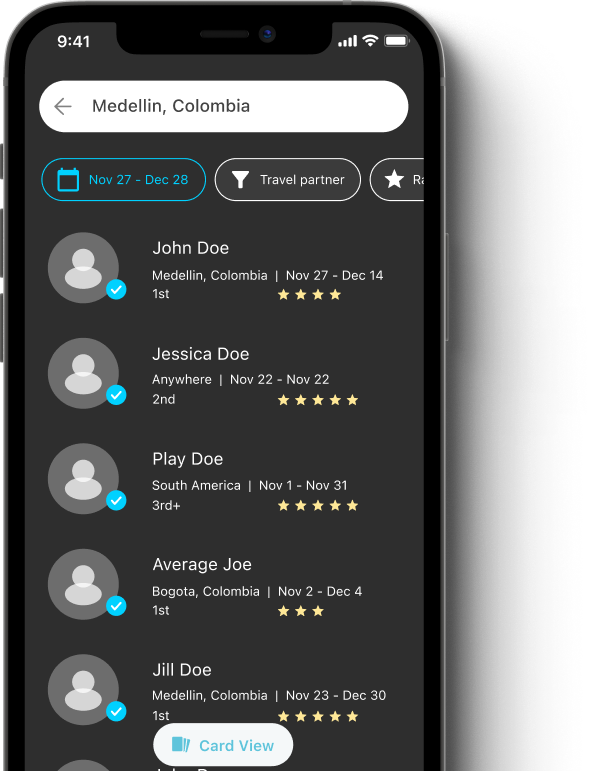 9:41
Medellin, Colombia
Nov 27 - Dec 28
Travel partner
John Doe
Medellin, Colombia | Nov 27 - Dec 14
1st
Jessica Doe
Anywhere | Nov 22 - Nov 22
2nd
Play Doe
South America | Nov 1 - Nov 31
3rd+
Average Joe
Bogota, Colombia | Nov 2 - Dec 4
1st
Jill Doe
Medellin, Colombia | Nov 23 - Dec 30
1st
Card View